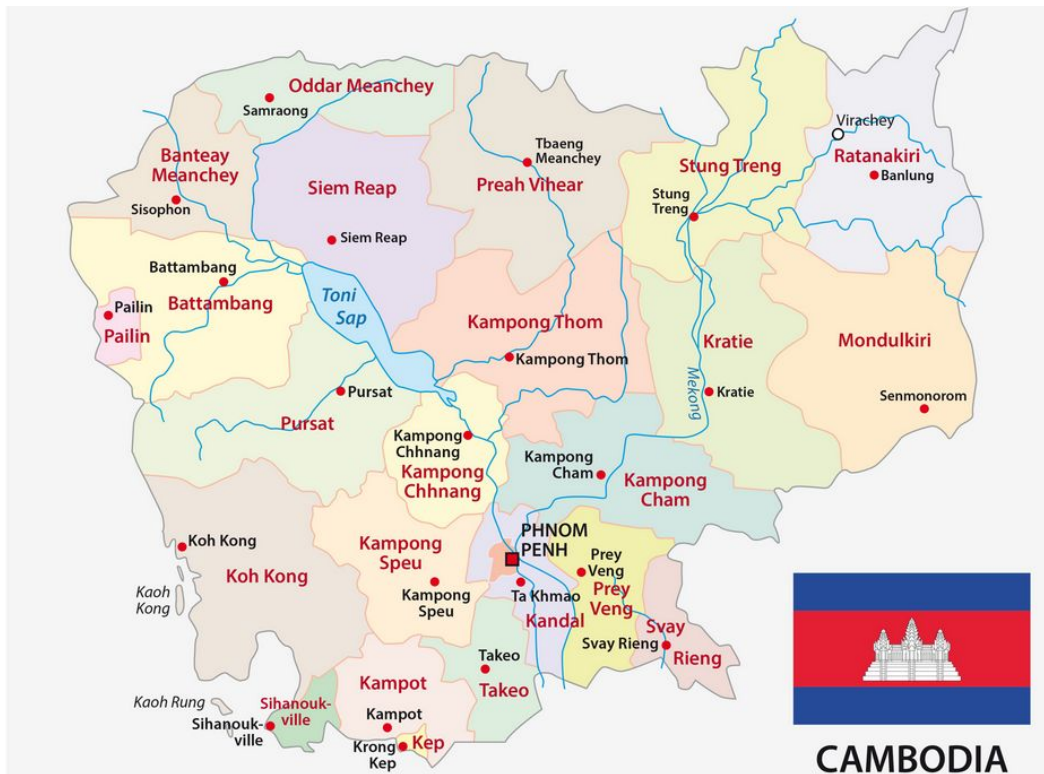 Oddar Meanchey
Samraong
Banteay
Meanchey
Sisophon
Siem Reap
Siem Reap
Tbaeng
Meanchey
Preah Vihear
Stung Treng
Stung
Treng
Virachey
Ratanakiri
Banlung
Battambang
Battambang
Pailin
Pailin
Toni
Sap
Kampong Thom
Kampong Thom
Kratie
Kratie
Mekong
Mondulkiri
Senmonorom
Pursat
Pursat
Kampong
Chhnang
Kampong
Chhnang
Kampong
Cham
Kampong
Cham
Koh Kong
Koh Kong
Kaoh
Kong
Kampong
Speu
Kampong
Speu
PHNOM
PENH
Ta Khmao
Kandal
Prey
Veng
Prey
Veng
Svay
Rieng
Svay Rieng
Takeo
Takeo
Kampot
Kampot
Kaoh Rung
Sihanouk-
ville
Sihanouk-
ville
Krong
Kep
Kep
CAMBODIA